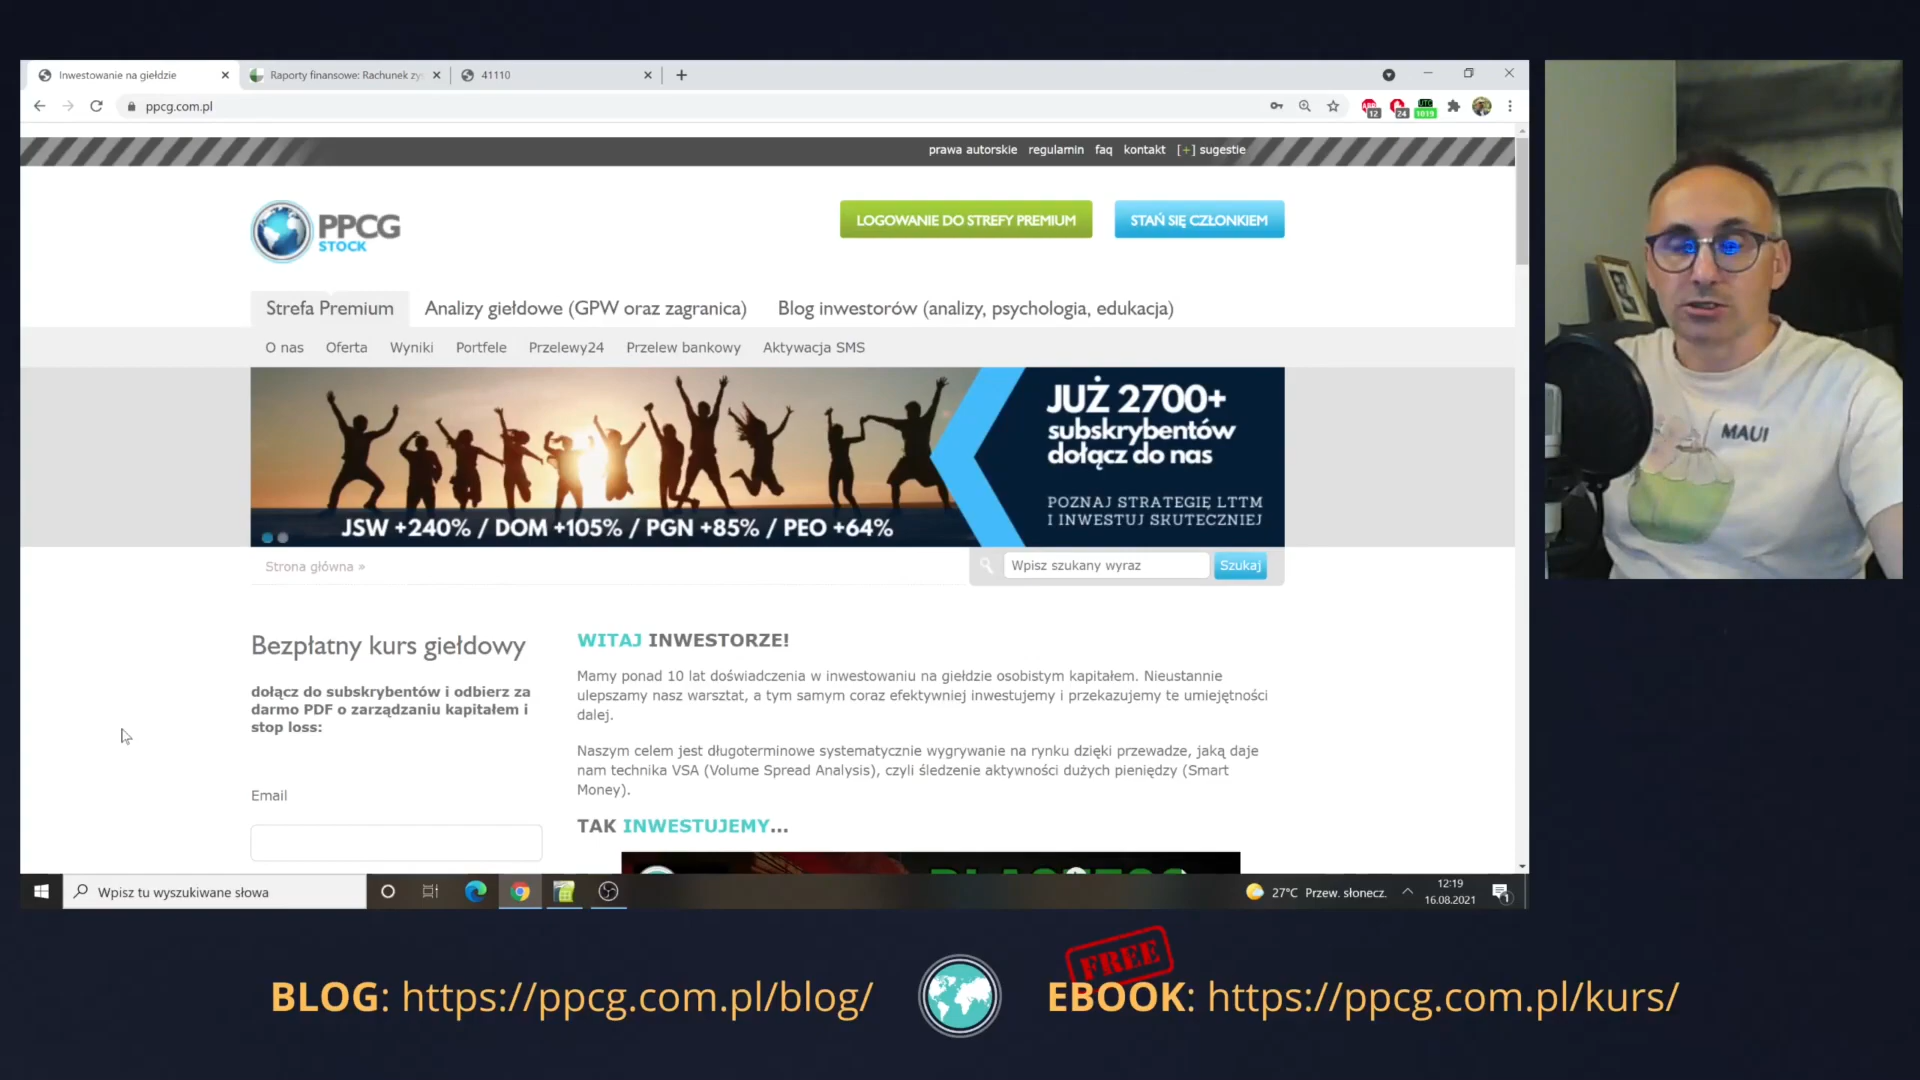 Inwestowanie na giełdzie
Raporty finansowe: Rachunek zy
41110
ppcg.com.pl
12
24
UTC
1019
prawa autorskie regulamin faq kontakt [+] sugestie
PPCG
STOCK
LOGOWANIE DO STREFY PREMIUM
STAŃ SIĘ CZŁONKIEM
Strefa Premium
Analizy giełdowe (GPW oraz zagranica)
Blog inwestorów (analizy, psychologia, edukacja)
O nas Oferta Wyniki Portfele Przelewy24 Przelew bankowy Aktywacja SMS
JUŻ 2700+
subskrybentów
dołącz do nas
POZNAJ STRATEGIĘ LTTM
I INWESTUJ SKUTECZNIEJ
JSW +240% / DOM +105% / PGN +85% / PEO +64%
Strona główna »
Wpisz szukany wyraz
Szukaj
Bezpłatny kurs giełdowy
dołącz do subskrybentów i odbierz za
darmo PDF o zarządzaniu kapitałem i
stop loss:
Email
WITAJ INWESTORZE!
Mamy ponad 10 lat doświadczenia w inwestowaniu na giełdzie osobistym kapitałem. Nieustannie
ulepszamy nasz warsztat, a tym samym coraz efektywniej inwestujemy i przekazujemy te umiejętności
dalej.
Naszym celem jest długoterminowe systematycznie wygrywanie na rynku dzięki przewadze, jaką daje
nam technika VSA (Volume Spread Analysis), czyli śledzenie aktywności dużych pieniędzy (Smart
Money).
TAK INWESTUJEMY...
Wpisz tu wyszukiwane słowa
27°C Przew. słonecz.
12:19
16.08.2021
1
MAUI
FREE
BLOG: https://ppcg.com.pl/blog/
EBOOK: https://ppcg.com.pl/kurs/